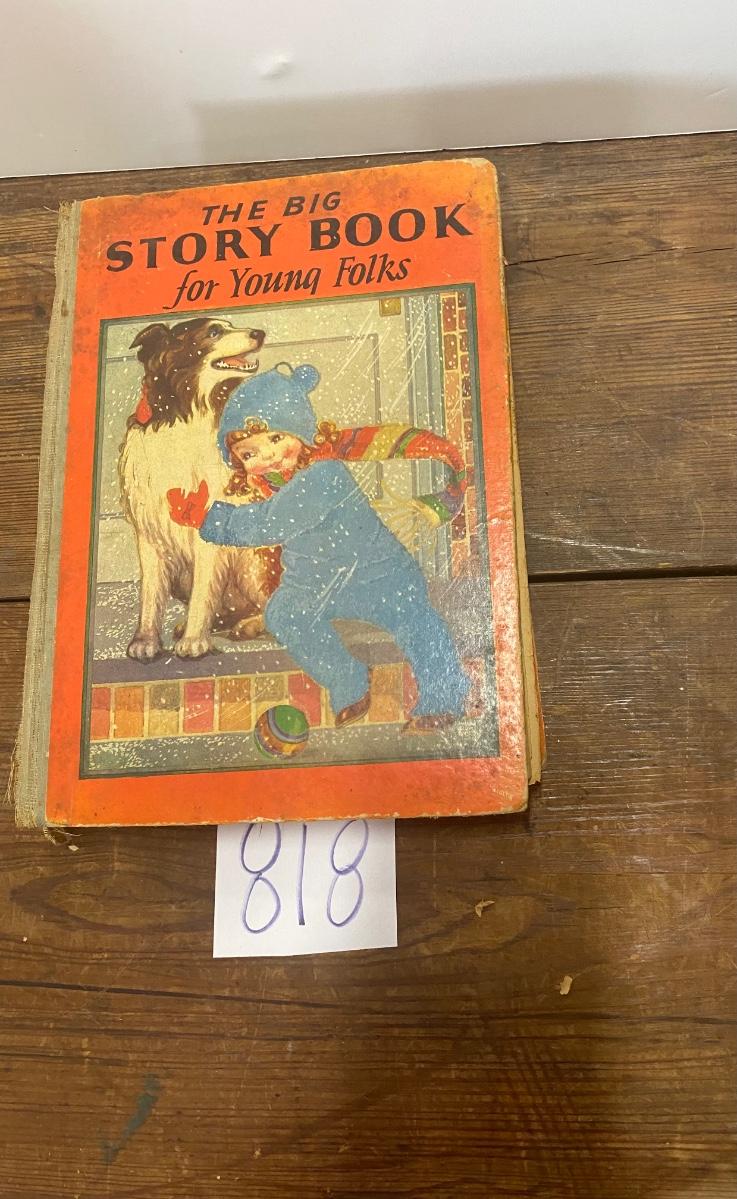 THE BIG
STORY BOOK
for Young Folks
818